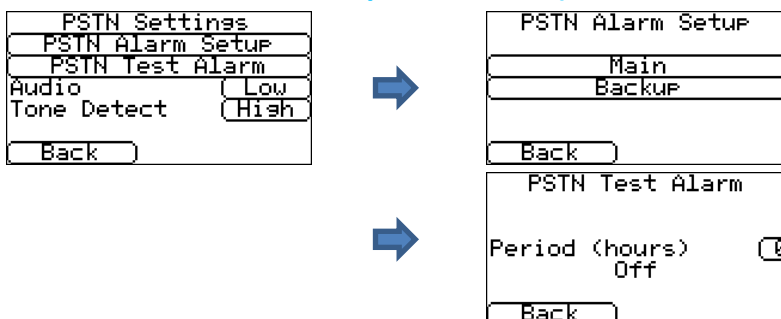 PSTN Settings
PSTN Alarm Setup
PSTN Test Alarm
Audio Low
Tone Detect High
Back
PSTN Alarm Setup
Main
Backup
Back
PSTN Test Alarm
Period (hours)
Off
Back